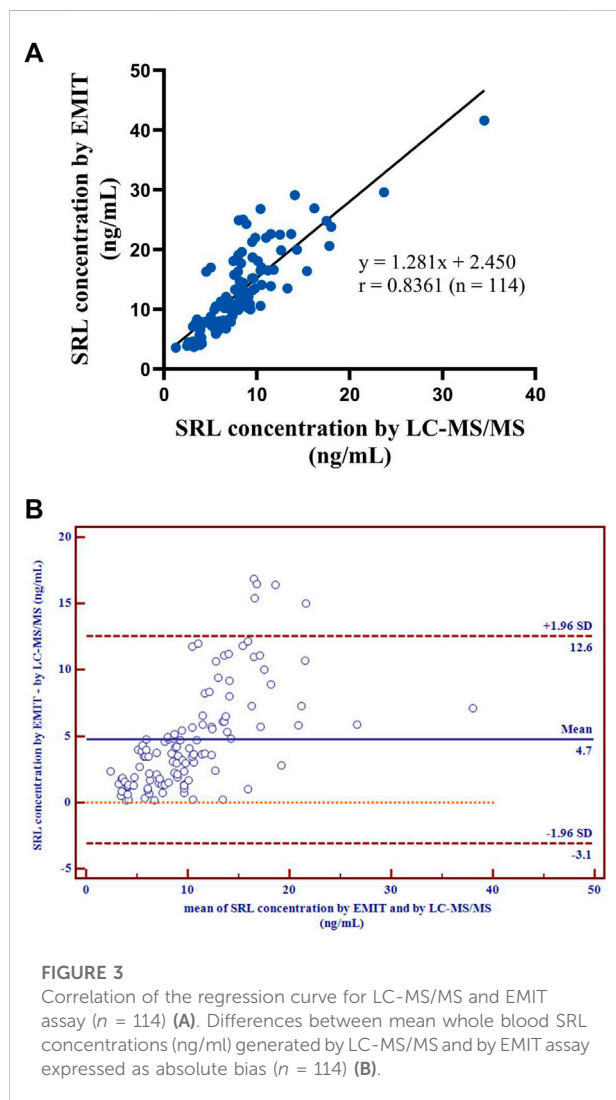 A
SRL concentration by EMIT
(ng/mL)
50
40
30
20
10
0
y = 1.281x + 2.450
r = 0.8361 (n = 114)
0
10
20
30
40
SRL concentration by LC-MS/MS
(ng/mL)
B
SRL concentration by EMIT - by LC-MS/MS (ng/mL)
20
15
10
5
0
-5
+1.96 SD
12.6
Mean
4.7
-1.96 SD
-3.1
0
10
20
30
40
50
mean of SRL concentration by EMIT and by LC-MS/MS
(ng/mL)
FIGURE 3
Correlation of the regression curve for LC-MS/MS and EMIT
assay (n = 114) (A). Differences between mean whole blood SRL
concentrations (ng/ml) generated by LC-MS/MS and by EMIT assay
expressed as absolute bias (n = 114) (B).